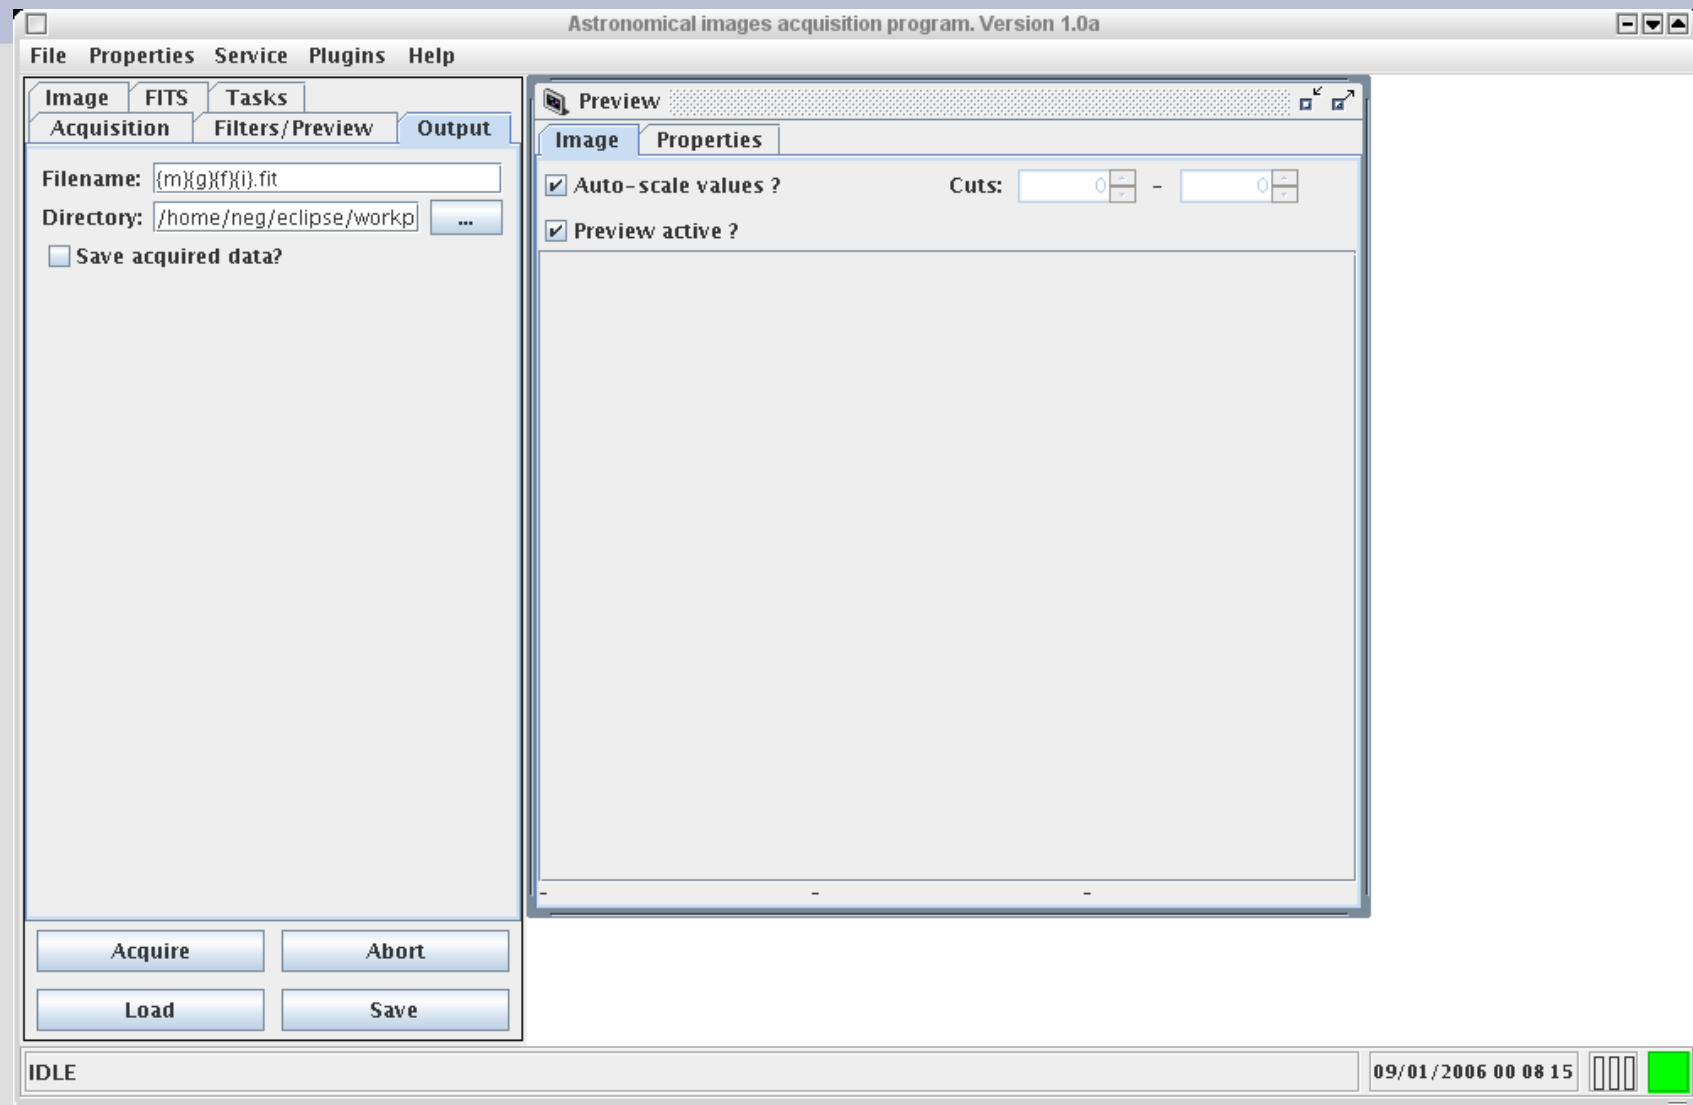 Astronomical images acquisition program. Version 1.0a
File Properties Service Plugins Help
Image FITS Tasks
Acquisition Filters/Preview Output
Filename: {m}{g}{f}{i}.fit
Directory: /home/neg/eclipse/workp ...
Save acquired data?
Acquire Abort
Load Save
Preview
Image Properties
Auto-scale values ? Cuts: 0 - 0
Preview active ?
- - -
IDLE 09/01/2006 00 08 15